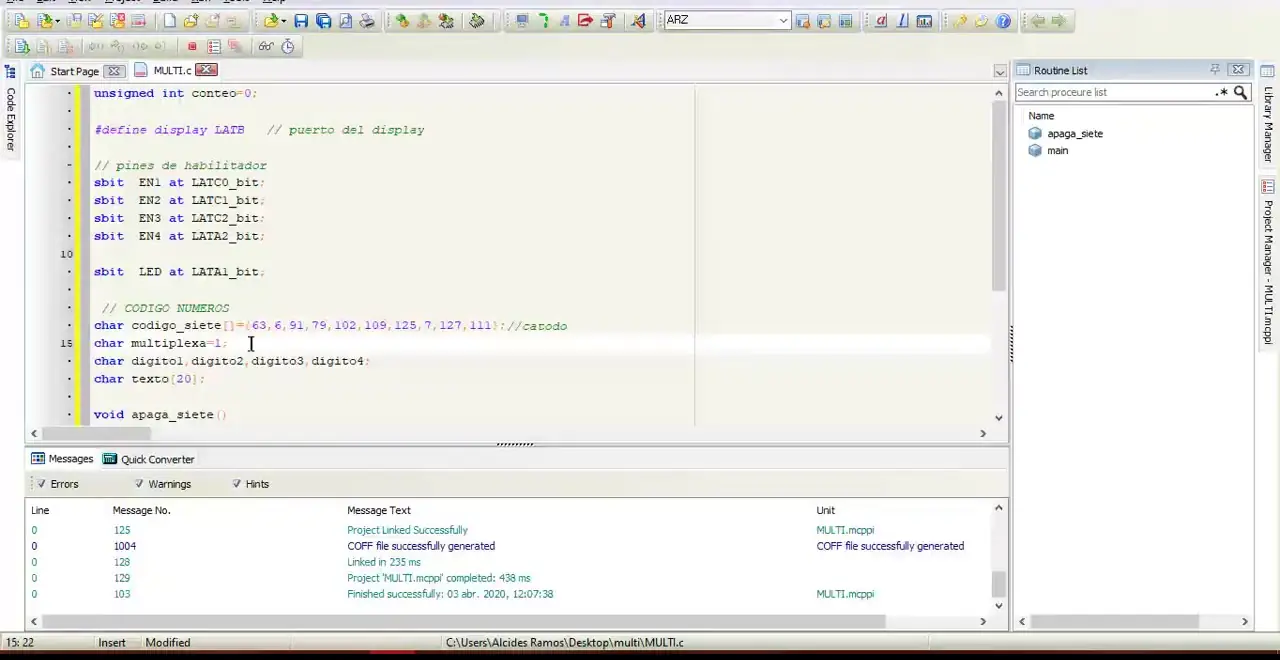 ARZ
Start Page
MULTI.c
Routine List
Code Explorer
Library Manager
Project Manager - MULTI.mcppi
Search proceure list
Name
apaga_siete
main
unsigned int conteo=0;
#define display LATB   // puerto del display
// pines de habilitador
sbit  EN1 at LATC0_bit;
sbit  EN2 at LATC1_bit;
sbit  EN3 at LATC2_bit;
sbit  EN4 at LATA2_bit;
10
sbit  LED at LATA1_bit;
// CODIGO NUMEROS
char codigo_siete[]={63,6,91,79,102,109,125,7,127,111};//catodo
15
char multiplexa=1;
char digito1,digito2,digito3,digito4;
char texto[20];
void apaga_siete()
Messages
Quick Converter
Errors
Warnings
Hints
Line Message No. Message Text Unit
0 125 Project Linked Successfully MULTI.mcppi
0 1004 COFF file successfully generated COFF file successfully generated
0 128 Linked in 235 ms
0 129 Project 'MULTI.mcppi' completed: 438 ms
0 103 Finished successfully: 03 abr. 2020, 12:07:38 MULTI.mcppi
15: 22 Insert Modified C:\Users\Alcides Ramos\Desktop\multi\MULTI.c